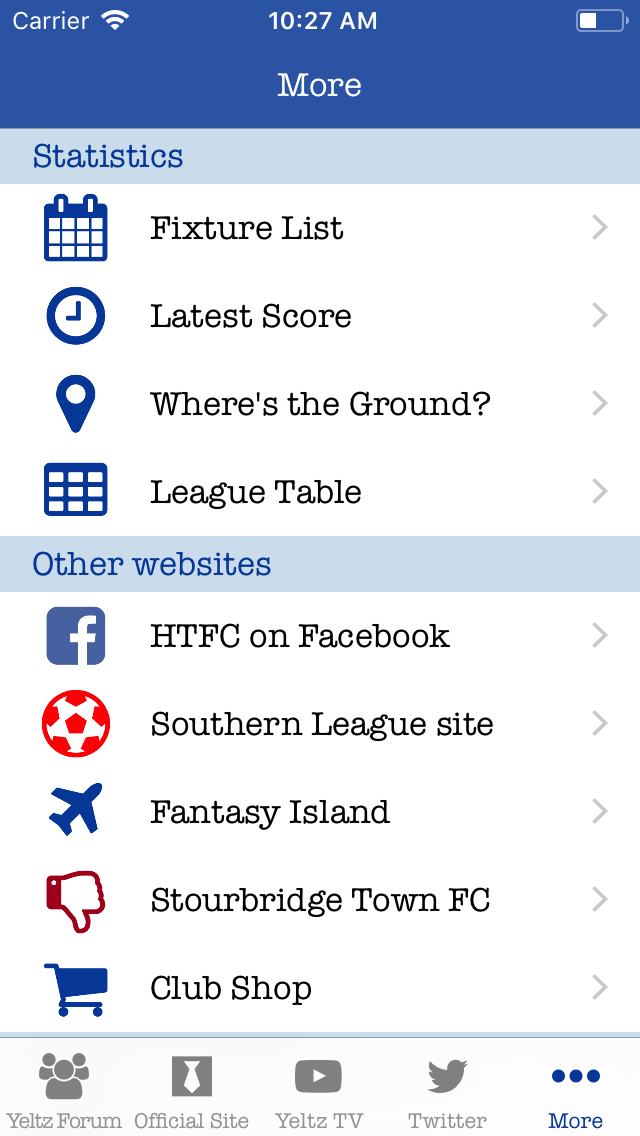 Carrier 10:27 AM
More
Statistics
Fixture List
Latest Score
Where's the Ground?
League Table
Other websites
HTFC on Facebook
Southern League site
Fantasy Island
Stourbridge Town FC
Club Shop
Yeltz Forum Official Site Yeltz TV Twitter More